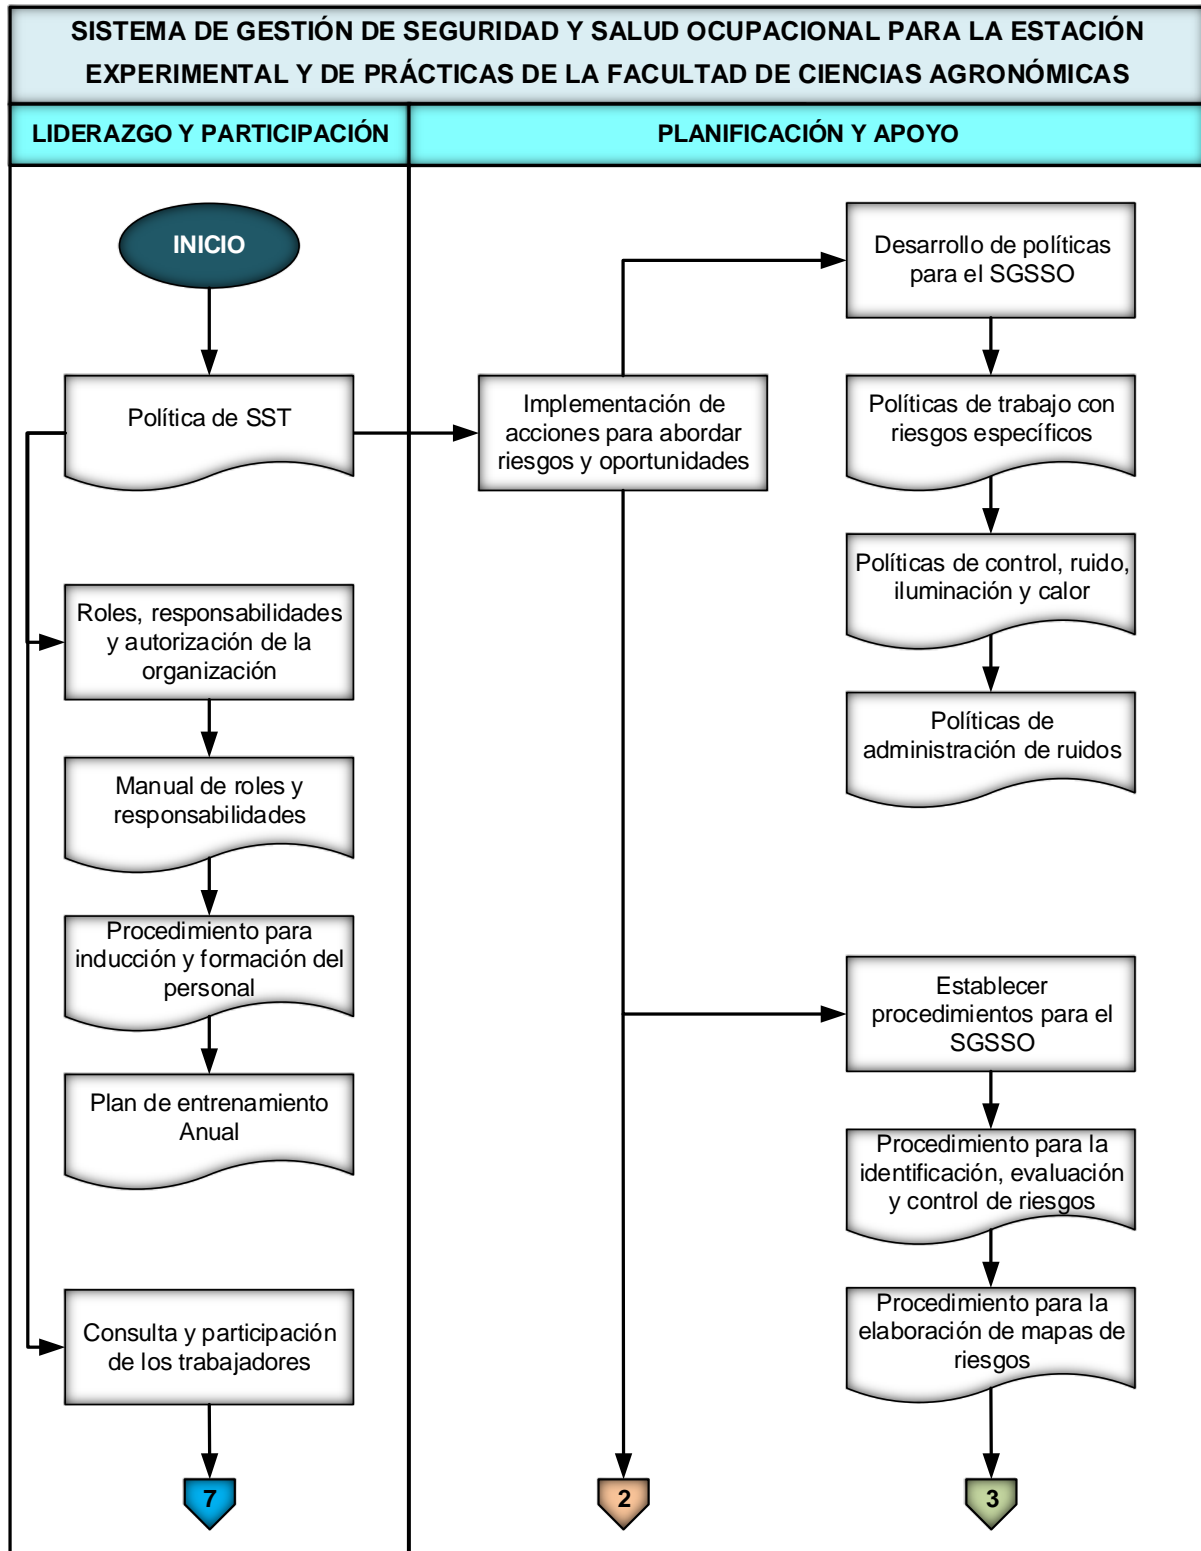 SISTEMA DE GESTIÓN DE SEGURIDAD Y SALUD OCUPACIONAL PARA LA ESTACIÓN
EXPERIMENTAL Y DE PRÁCTICAS DE LA FACULTAD DE CIENCIAS AGRONÓMICAS
LIDERAZGO Y PARTICIPACIÓN
PLANIFICACIÓN Y APOYO
INICIO
Política de SST
Roles, responsabilidades
y autorización de la
organización
Manual de roles y
responsabilidades
Procedimiento para
inducción y formación del
personal
Plan de entrenamiento
Anual
Consulta y participación
de los trabajadores
7
Implementación de
acciones para abordar
riesgos y oportunidades
2
Desarrollo de políticas
para el SGSSO
Políticas de trabajo con
riesgos específicos
Políticas de control, ruido,
iluminación y calor
Políticas de
administración de ruidos
Establecer
procedimientos para el
SGSSO
Procedimiento para la
identificación, evaluación
y control de riesgos
Procedimiento para la
elaboración de mapas de
riesgos
3